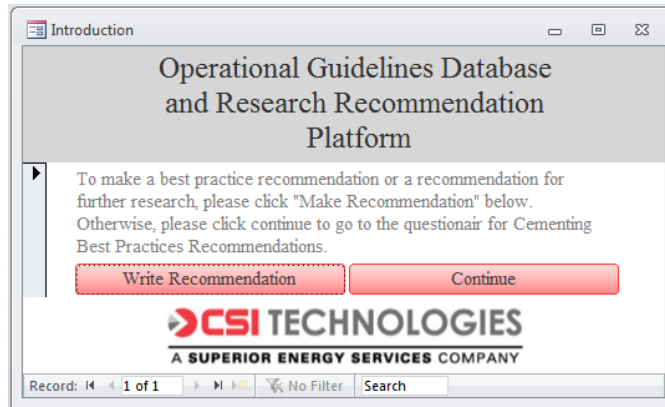 Introduction
Operational Guidelines Database
and Research Recommendation
Platform
To make a best practice recommendation or a recommendation for
further research, please click "Make Recommendation" below.
Otherwise, please click continue to go to the questionair for Cementing
Best Practices Recommendations.
Write Recommendation Continue
CSI TECHNOLOGIES
A SUPERIOR ENERGY SERVICES COMPANY
Record: 1 of 1 No Filter Search